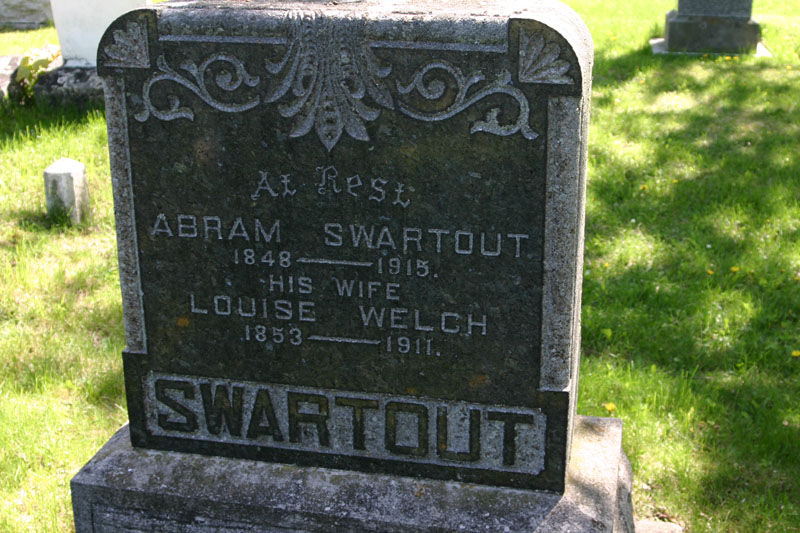 At Rest
ABRAM SWARTOUT
1848 — 1915.
HIS WIFE
LOUISE WELCH
1853 — 1911.
SWARTOUT